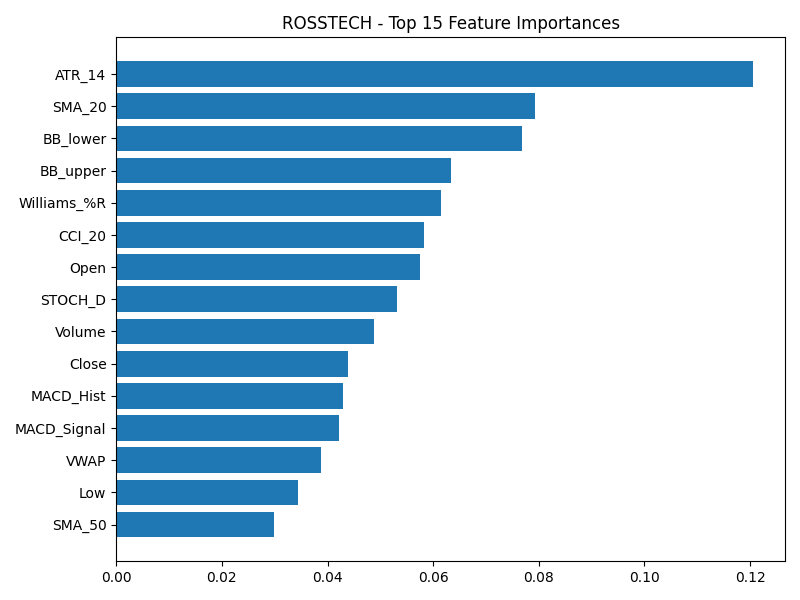 ROSSTECH - Top 15 Feature Importances
ATR_14
SMA_20
BB_lower
BB_upper
Williams_%R
CCI_20
Open
STOCH_D
Volume
Close
MACD_Hist
MACD_Signal
VWAP
Low
SMA_50
0.00 0.02 0.04 0.06 0.08 0.10 0.12